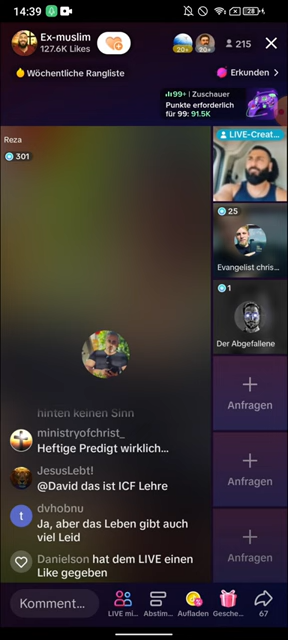 14:39
28
Ex-muslim
127.6K Likes
20+
20+
215
Wöchentliche Rangliste
Erkunden
99+ | Zuschauer
Punkte erforderlich
für 99: 91.5K
Reza
301
LIVE-Creat...
25
Evangelist chris...
1
Der Abgefallene
Anfragen
Anfragen
Anfragen
hinten keinen Sinn
ministryofchrist_
Heftige Predigt wirklich...
JesusLebt!
@David das ist ICF Lehre
t
dvhobnu
Ja, aber das Leben gibt auch
viel Leid
Danielson hat dem LIVE einen
Like gegeben
Komment...
LIVE mi...
Abstim...
Aufladen
Gesche...
67